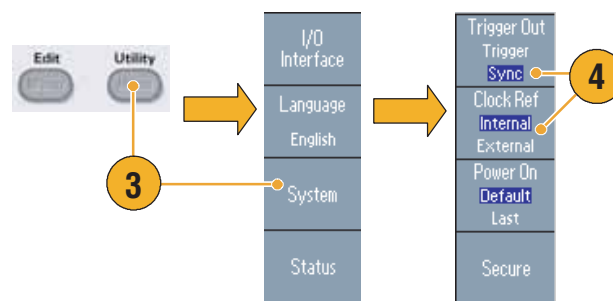 Edit
Utility
3
I/O
Interface
Language
English
System
Status
Trigger Out
Trigger
Sync
Clock Ref
Internal
External
Power On
Default
Last
Secure
4